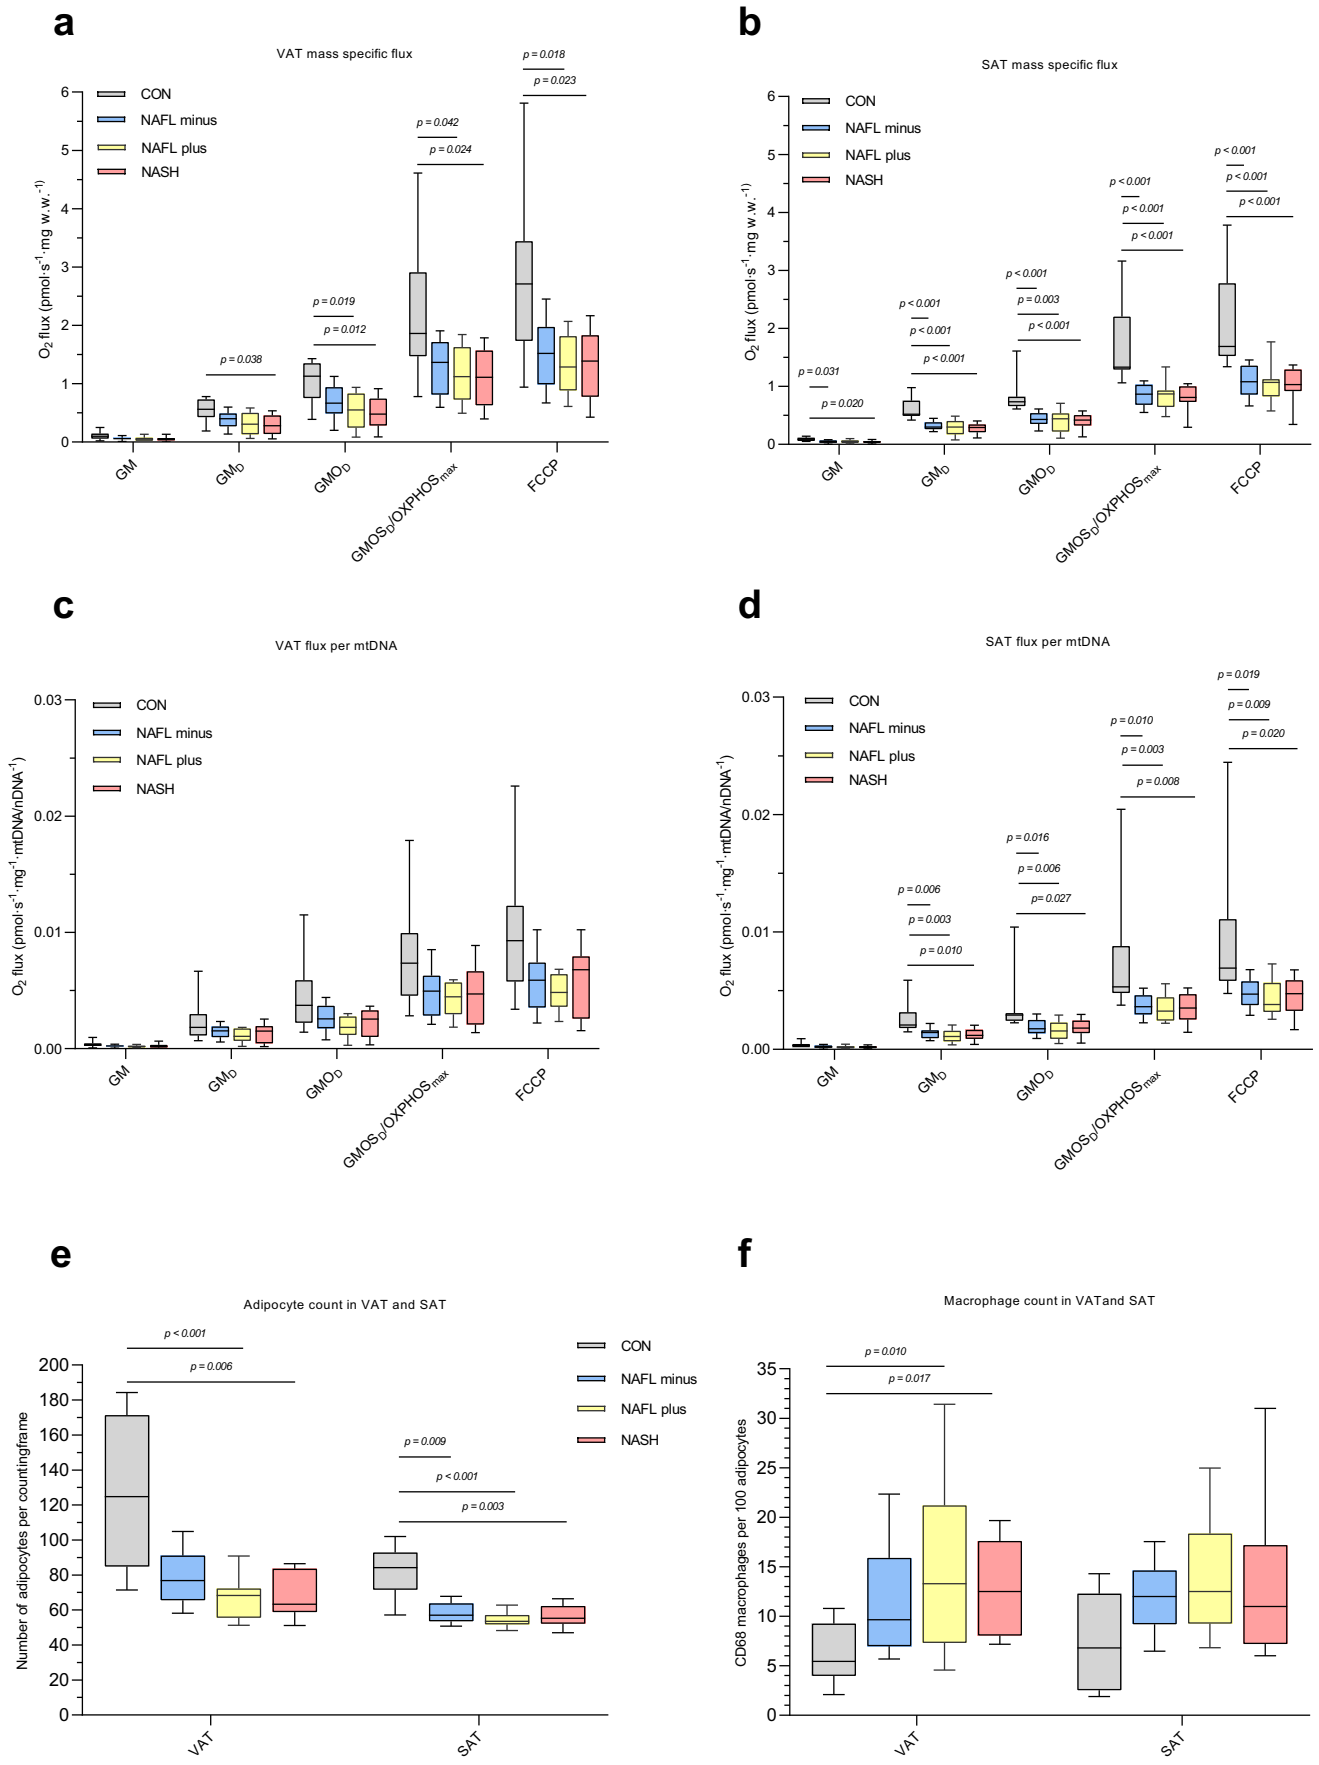 a
VAT mass specific flux
O2 flux (pmol·s-1·mg w.w.-1)
6
5
4
3
2
1
0
CON
NAFL minus
NAFL plus
NASH
p = 0.038
p = 0.019
p = 0.012
p = 0.042
p = 0.024
p = 0.018
p = 0.023
GM
GMD
GMOD
GMOSD/OXPHOSmax
FCCP
b
SAT mass specific flux
O2 flux (pmol·s-1·mg w.w.-1)
6
5
4
3
2
1
0
CON
NAFL minus
NAFL plus
NASH
p = 0.031
p = 0.020
p < 0.001
p < 0.001
p < 0.001
p < 0.001
p = 0.003
p < 0.001
p < 0.001
p < 0.001
p < 0.001
p < 0.001
p < 0.001
p < 0.001
GM
GMD
GMOD
GMOSD/OXPHOSmax
FCCP
c
VAT flux per mtDNA
O2 flux (pmol·s-1·mg-1·mtDNA/nDNA-1)
0.03
0.02
0.01
0.00
CON
NAFL minus
NAFL plus
NASH
GM
GMD
GMOD
GMOSD/OXPHOSmax
FCCP
d
SAT flux per mtDNA
O2 flux (pmol·s-1·mg-1·mtDNA/nDNA-1)
0.03
0.02
0.01
0.00
CON
NAFL minus
NAFL plus
NASH
p = 0.006
p = 0.003
p = 0.010
p = 0.016
p = 0.006
p= 0.027
p = 0.010
p = 0.003
p = 0.008
p = 0.019
p = 0.009
p = 0.020
GM
GMD
GMOD
GMOSD/OXPHOSmax
FCCP
e
Adipocyte count in VAT and SAT
Number of adipocytes per countingframe
200
180
160
140
120
100
80
60
40
20
0
p < 0.001
p = 0.006
p = 0.009
p < 0.001
p = 0.003
CON
NAFL minus
NAFL plus
NASH
VAT
SAT
f
Macrophage count in VATand SAT
CD68 macrophages per 100 adipocytes
35
30
25
20
15
10
5
0
p = 0.010
p = 0.017
VAT
SAT